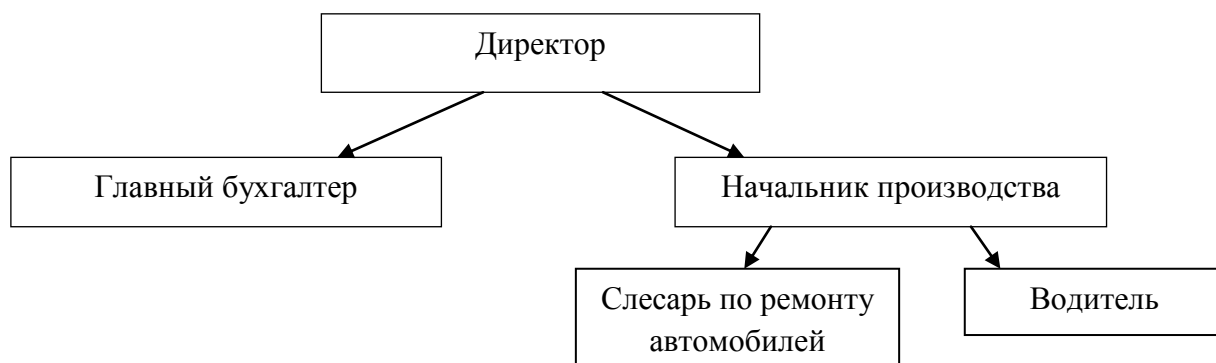 Директор
Главный бухгалтер
Начальник производства
Слесарь по ремонту
автомобилей
Водитель